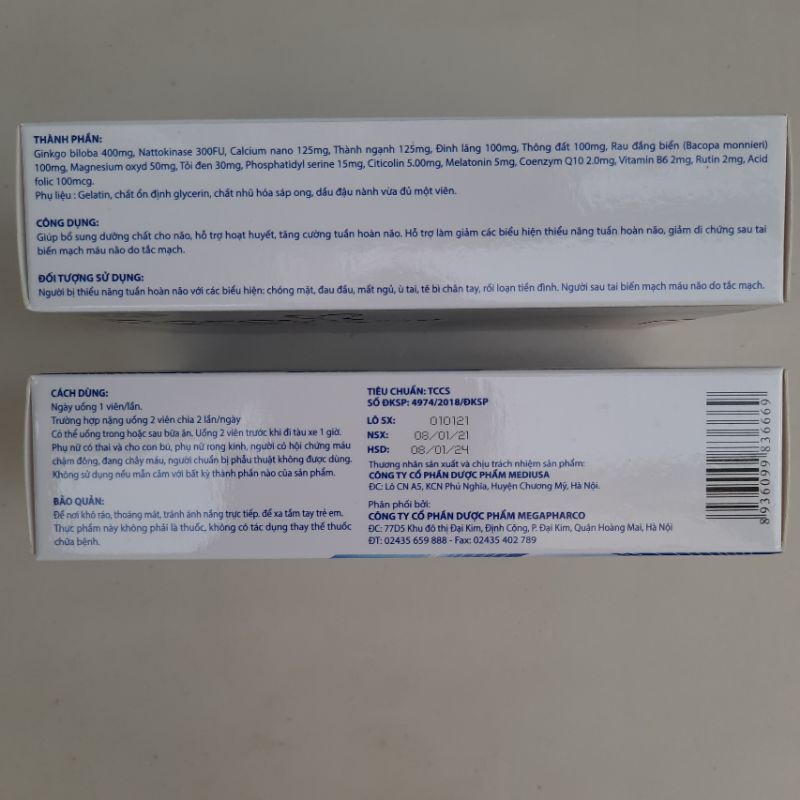 THÀNH PHẦN:
Ginkgo biloba 400mg, Nattokinase 300FU, Calcium nano 125mg, Thành ngạnh 125mg, Đinh lăng 100mg, Thông đất 100mg, Rau đắng biển (Bacopa monnieri)
100mg, Magnesium oxyd 50mg, Tỏi đen 30mg, Phosphatidyl serine 15mg, Citicolin 5.00mg, Melatonin 5mg, Coenzym Q10 2.0mg, Vitamin B6 2mg, Rutin 2mg, Acid
folic 100mcg.
Phụ liệu : Gelatin, chất ổn định glycerin, chất nhũ hóa sáp ong, dầu đậu nành vừa đủ một viên.
CÔNG DỤNG:
Giúp bổ sung dưỡng chất cho não, hỗ trợ hoạt huyết, tăng cường tuần hoàn não. Hỗ trợ làm giảm các biểu hiện thiểu năng tuần hoàn não, giảm di chứng sau tai
biến mạch máu não do tắc mạch.
ĐỐI TƯỢNG SỬ DỤNG:
Người bị thiểu năng tuần hoàn não với các biểu hiện: chóng mặt, đau đầu, mất ngủ, ù tai, tê bì chân tay, rối loạn tiền đình. Người sau tai biến mạch máu não do tắc mạch.
CÁCH DÙNG:
Ngày uống 1 viên/lần.
Trường hợp nặng uống 2 viên chia 2 lần/ngày
Có thể uống trong hoặc sau bữa ăn. Uống 2 viên trước khi đi tàu xe 1 giờ.
Phụ nữ có thai và cho con bú, phụ nữ rong kinh, người có hội chứng máu
chậm đông, đang chảy máu, người chuẩn bị phẫu thuật không được dùng.
Không sử dụng nếu mẫn cảm với bất kỳ thành phần nào của sản phẩm.
BẢO QUẢN:
Để nơi khô ráo, thoáng mát, tránh ánh nắng trực tiếp. để xa tầm tay trẻ em.
Thực phẩm này không phải là thuốc, không có tác dụng thay thế thuốc
chữa bệnh.
TIÊU CHUẨN: TCCS
SỐ ĐKSP: 4974/2018/ĐKSP
LÔ SX: 010121
NSX: 08/01/21
HSD: 08/01/24
Thương nhân sản xuất và chịu trách nhiệm sản phẩm:
CÔNG TY CỔ PHẦN DƯỢC PHẨM MEDIUSA
ĐC: Lô CN A5, KCN Phú Nghĩa, Huyện Chương Mỹ, Hà Nội.
Phân phối bởi:
CÔNG TY CỔ PHẦN DƯỢC PHẨM MEGAPHARCO
ĐC: 77D5 Khu đô thị Đại Kim, Định Công, P. Đại Kim, Quận Hoàng Mai, Hà Nội
ĐT: 02435 659 888 - Fax: 02435 402 789
8 936099 836669